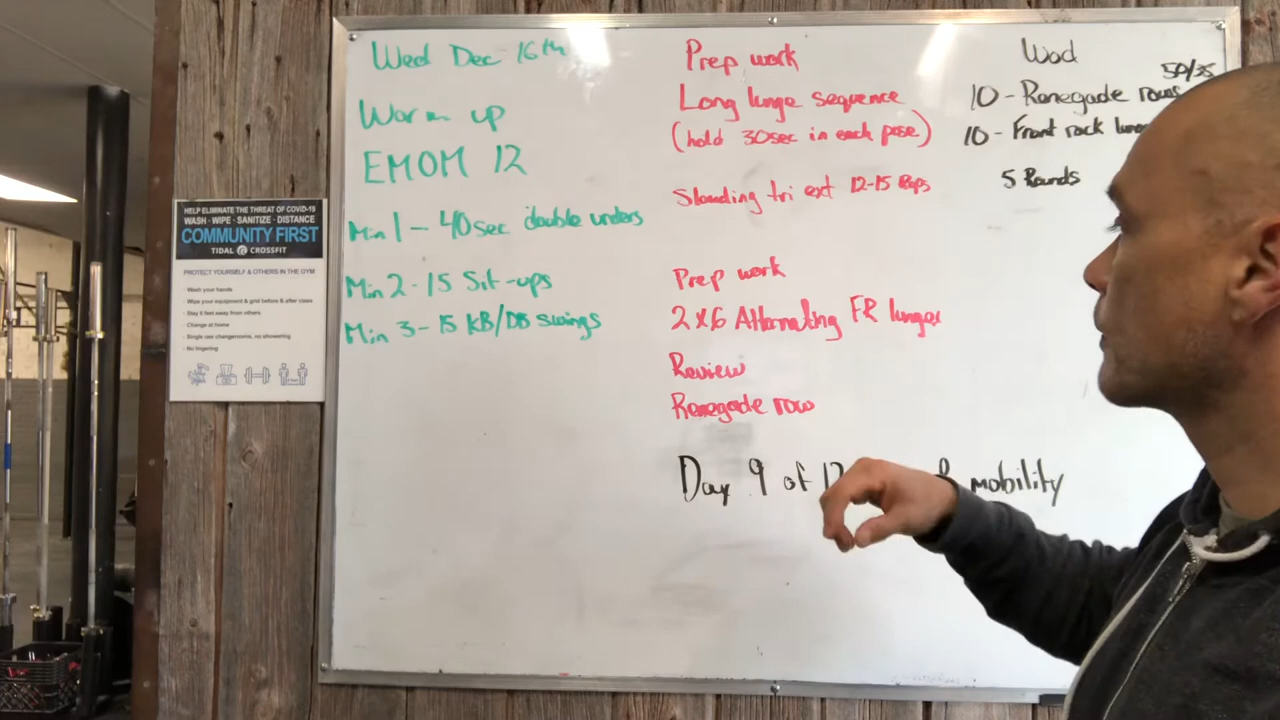 Wed Dec 16th
Warm up
EMOM 12
Min 1 - 40sec double unders
Min 2 - 15 Sit-ups
Min 3 - 15 KB/DB swings
Prep work
Long lunge sequence
(hold 30sec in each pose)
Standing tri ext 12-15 Reps
Prep work
2x6 Alternating FR lunges
Review
Renegade row
Day 9 of 12
& mobility
Wod
50/35
10 - Renegade rows
10 - Front rack
5 Rounds
HELP ELIMINATE THE THREAT OF COVID-19
WASH · WIPE · SANITIZE · DISTANCE
COMMUNITY FIRST
TIDAL CROSSFIT
PROTECT YOURSELF & OTHERS IN THE GYM
- Wash your hands
- Wipe your equipment & grid before & after class
- Stay 6 feet away from others
- Change at home
- Single use changerooms, no showering
- No lingering